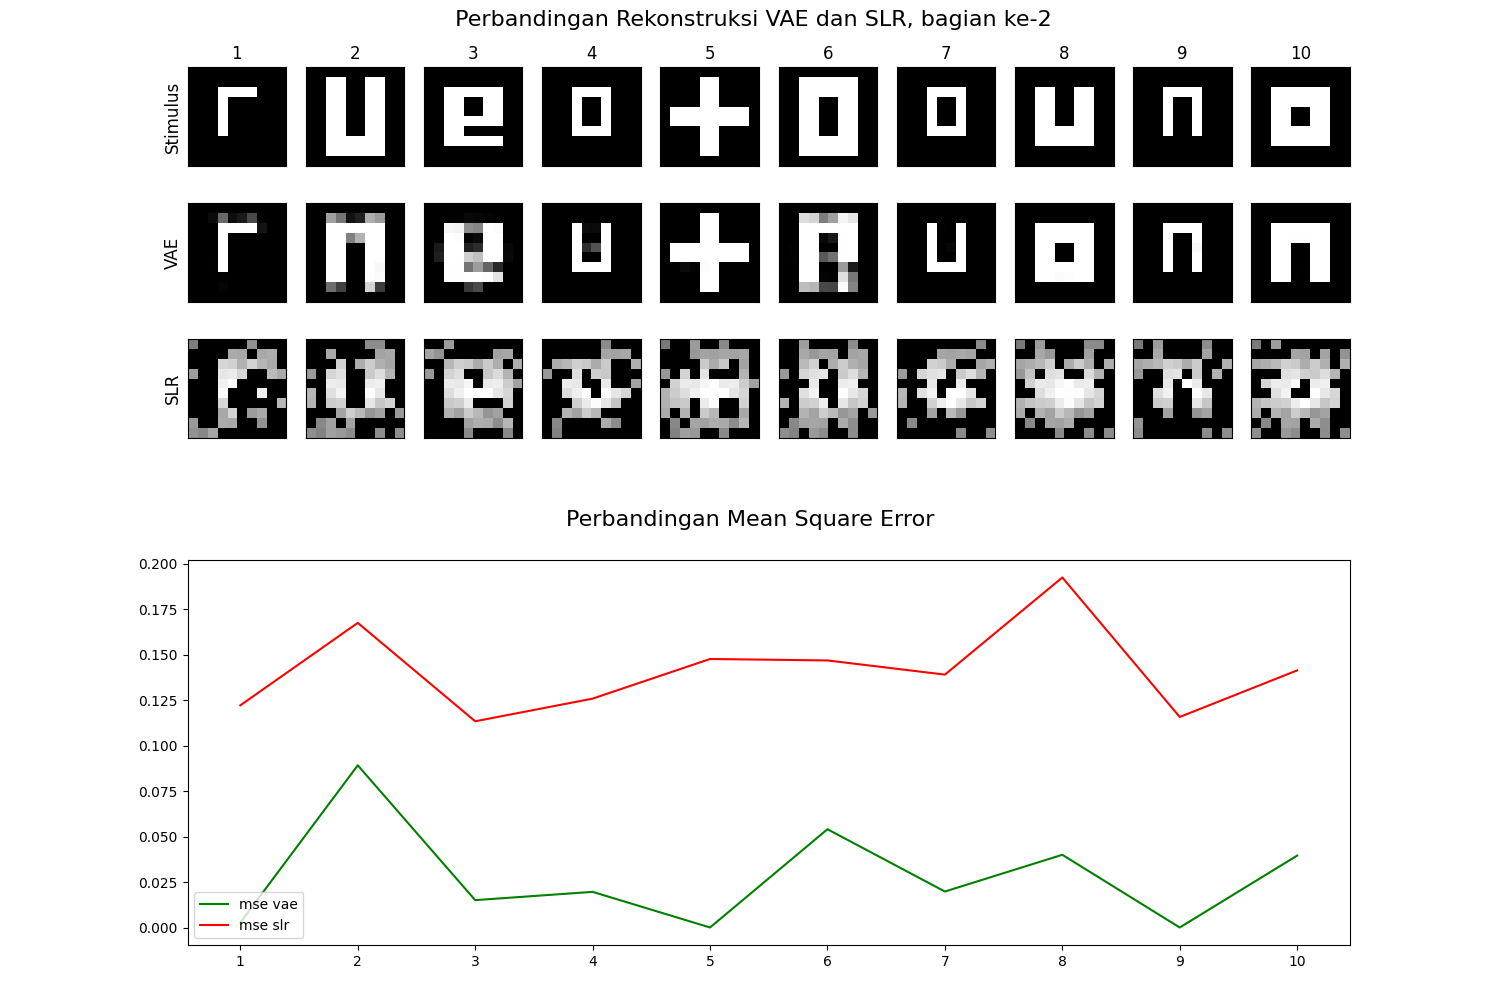 Perbandingan Rekonstruksi VAE dan SLR, bagian ke-2
1 2 3 4 5 6 7 8 9 10
Stimulus
VAE
SLR
Perbandingan Mean Square Error
0.200
0.175
0.150
0.125
0.100
0.075
0.050
0.025
0.000
mse vae
mse slr
1 2 3 4 5 6 7 8 9 10